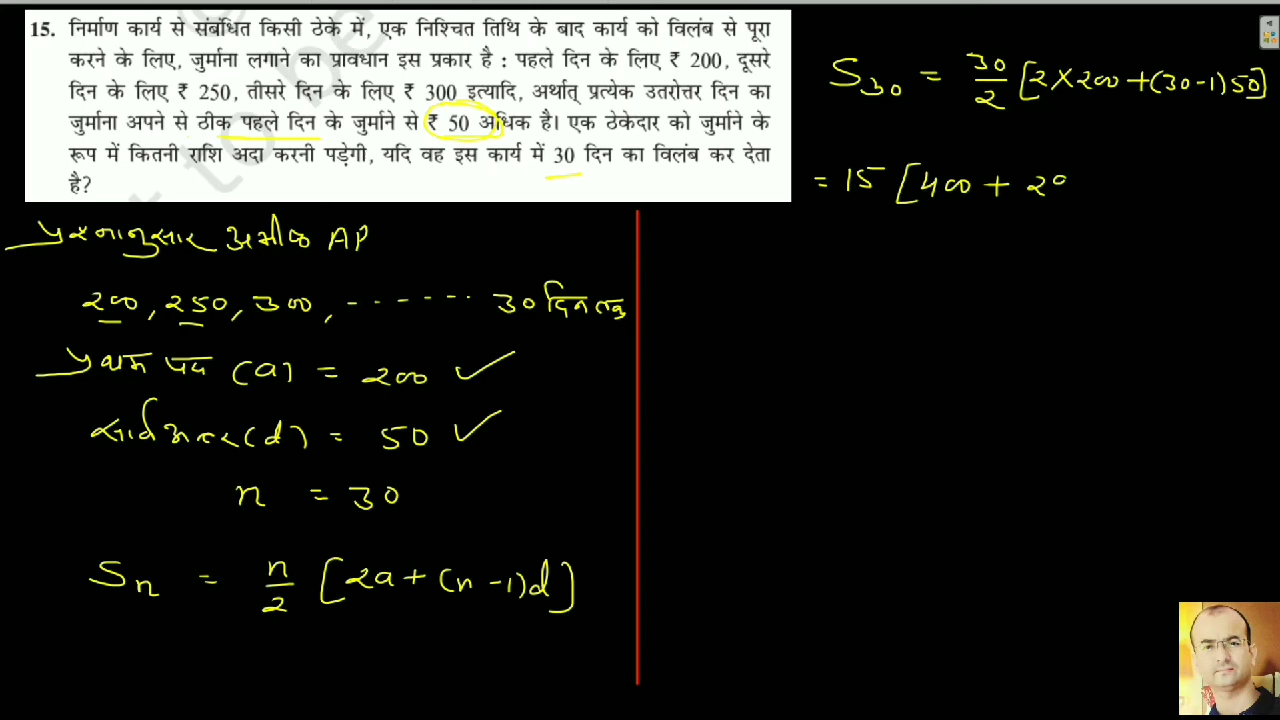 15. निर्माण कार्य से संबंधित किसी ठेके में, एक निश्चित तिथि के बाद कार्य को विलंब से पूरा
करने के लिए, जुर्माना लगाने का प्रावधान इस प्रकार है : पहले दिन के लिए ₹ 200, दूसरे
दिन के लिए ₹ 250, तीसरे दिन के लिए ₹ 300 इत्यादि, अर्थात् प्रत्येक उतरोत्तर दिन का
जुर्माना अपने से ठीक पहले दिन के जुर्माने से ₹ 50 अधिक है। एक ठेकेदार को जुर्माने के
रूप में कितनी राशि अदा करनी पड़ेगी, यदि वह इस कार्य में 30 दिन का विलंब कर देता
है?
प्रश्नानुसार अभीष्ट AP
200, 250, 300, ....... 30 दिन तक
प्रथम पद (a) = 200 ✓
सार्व अन्तर (d) = 50 ✓
n = 30
Sn = n/2 [2a + (n-1)d]
S30 = 30/2 [2×200+(30-1)50]
= 15 [400 +